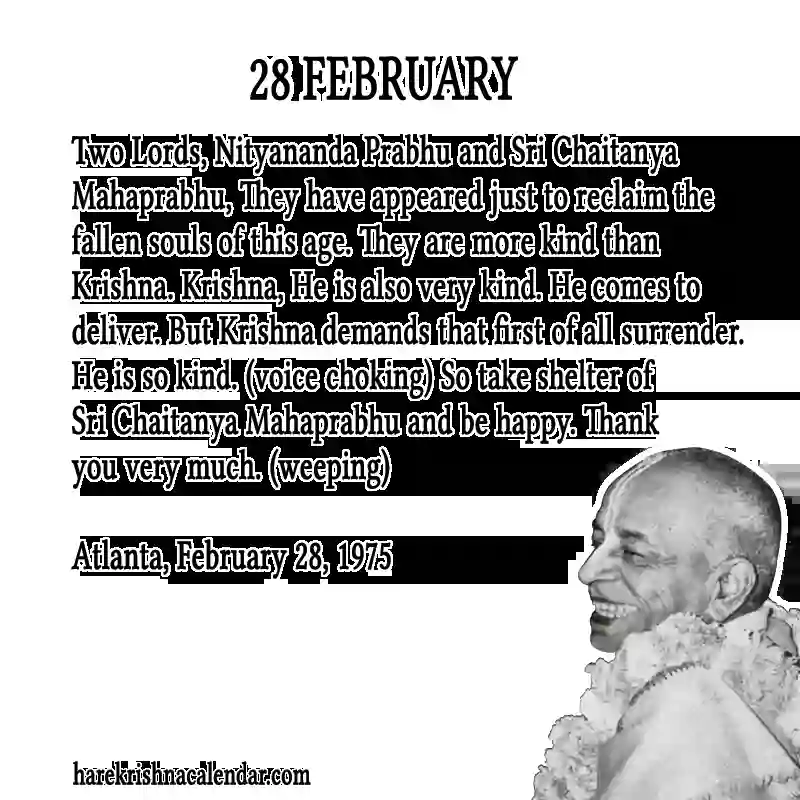 28 FEBRUARY
Two Lords, Nityananda Prabhu and Sri Chaitanya
Mahaprabhu, They have appeared just to reclaim the
fallen souls of this age. They are more kind than
Krishna. Krishna, He is also very kind. He comes to
deliver. But Krishna demands that first of all surrender.
He is so kind. (voice choking) So take shelter of
Sri Chaitanya Mahaprabhu and be happy. Thank
you very much. (weeping)
Atlanta, February 28, 1975
harekrishnacalendar.com